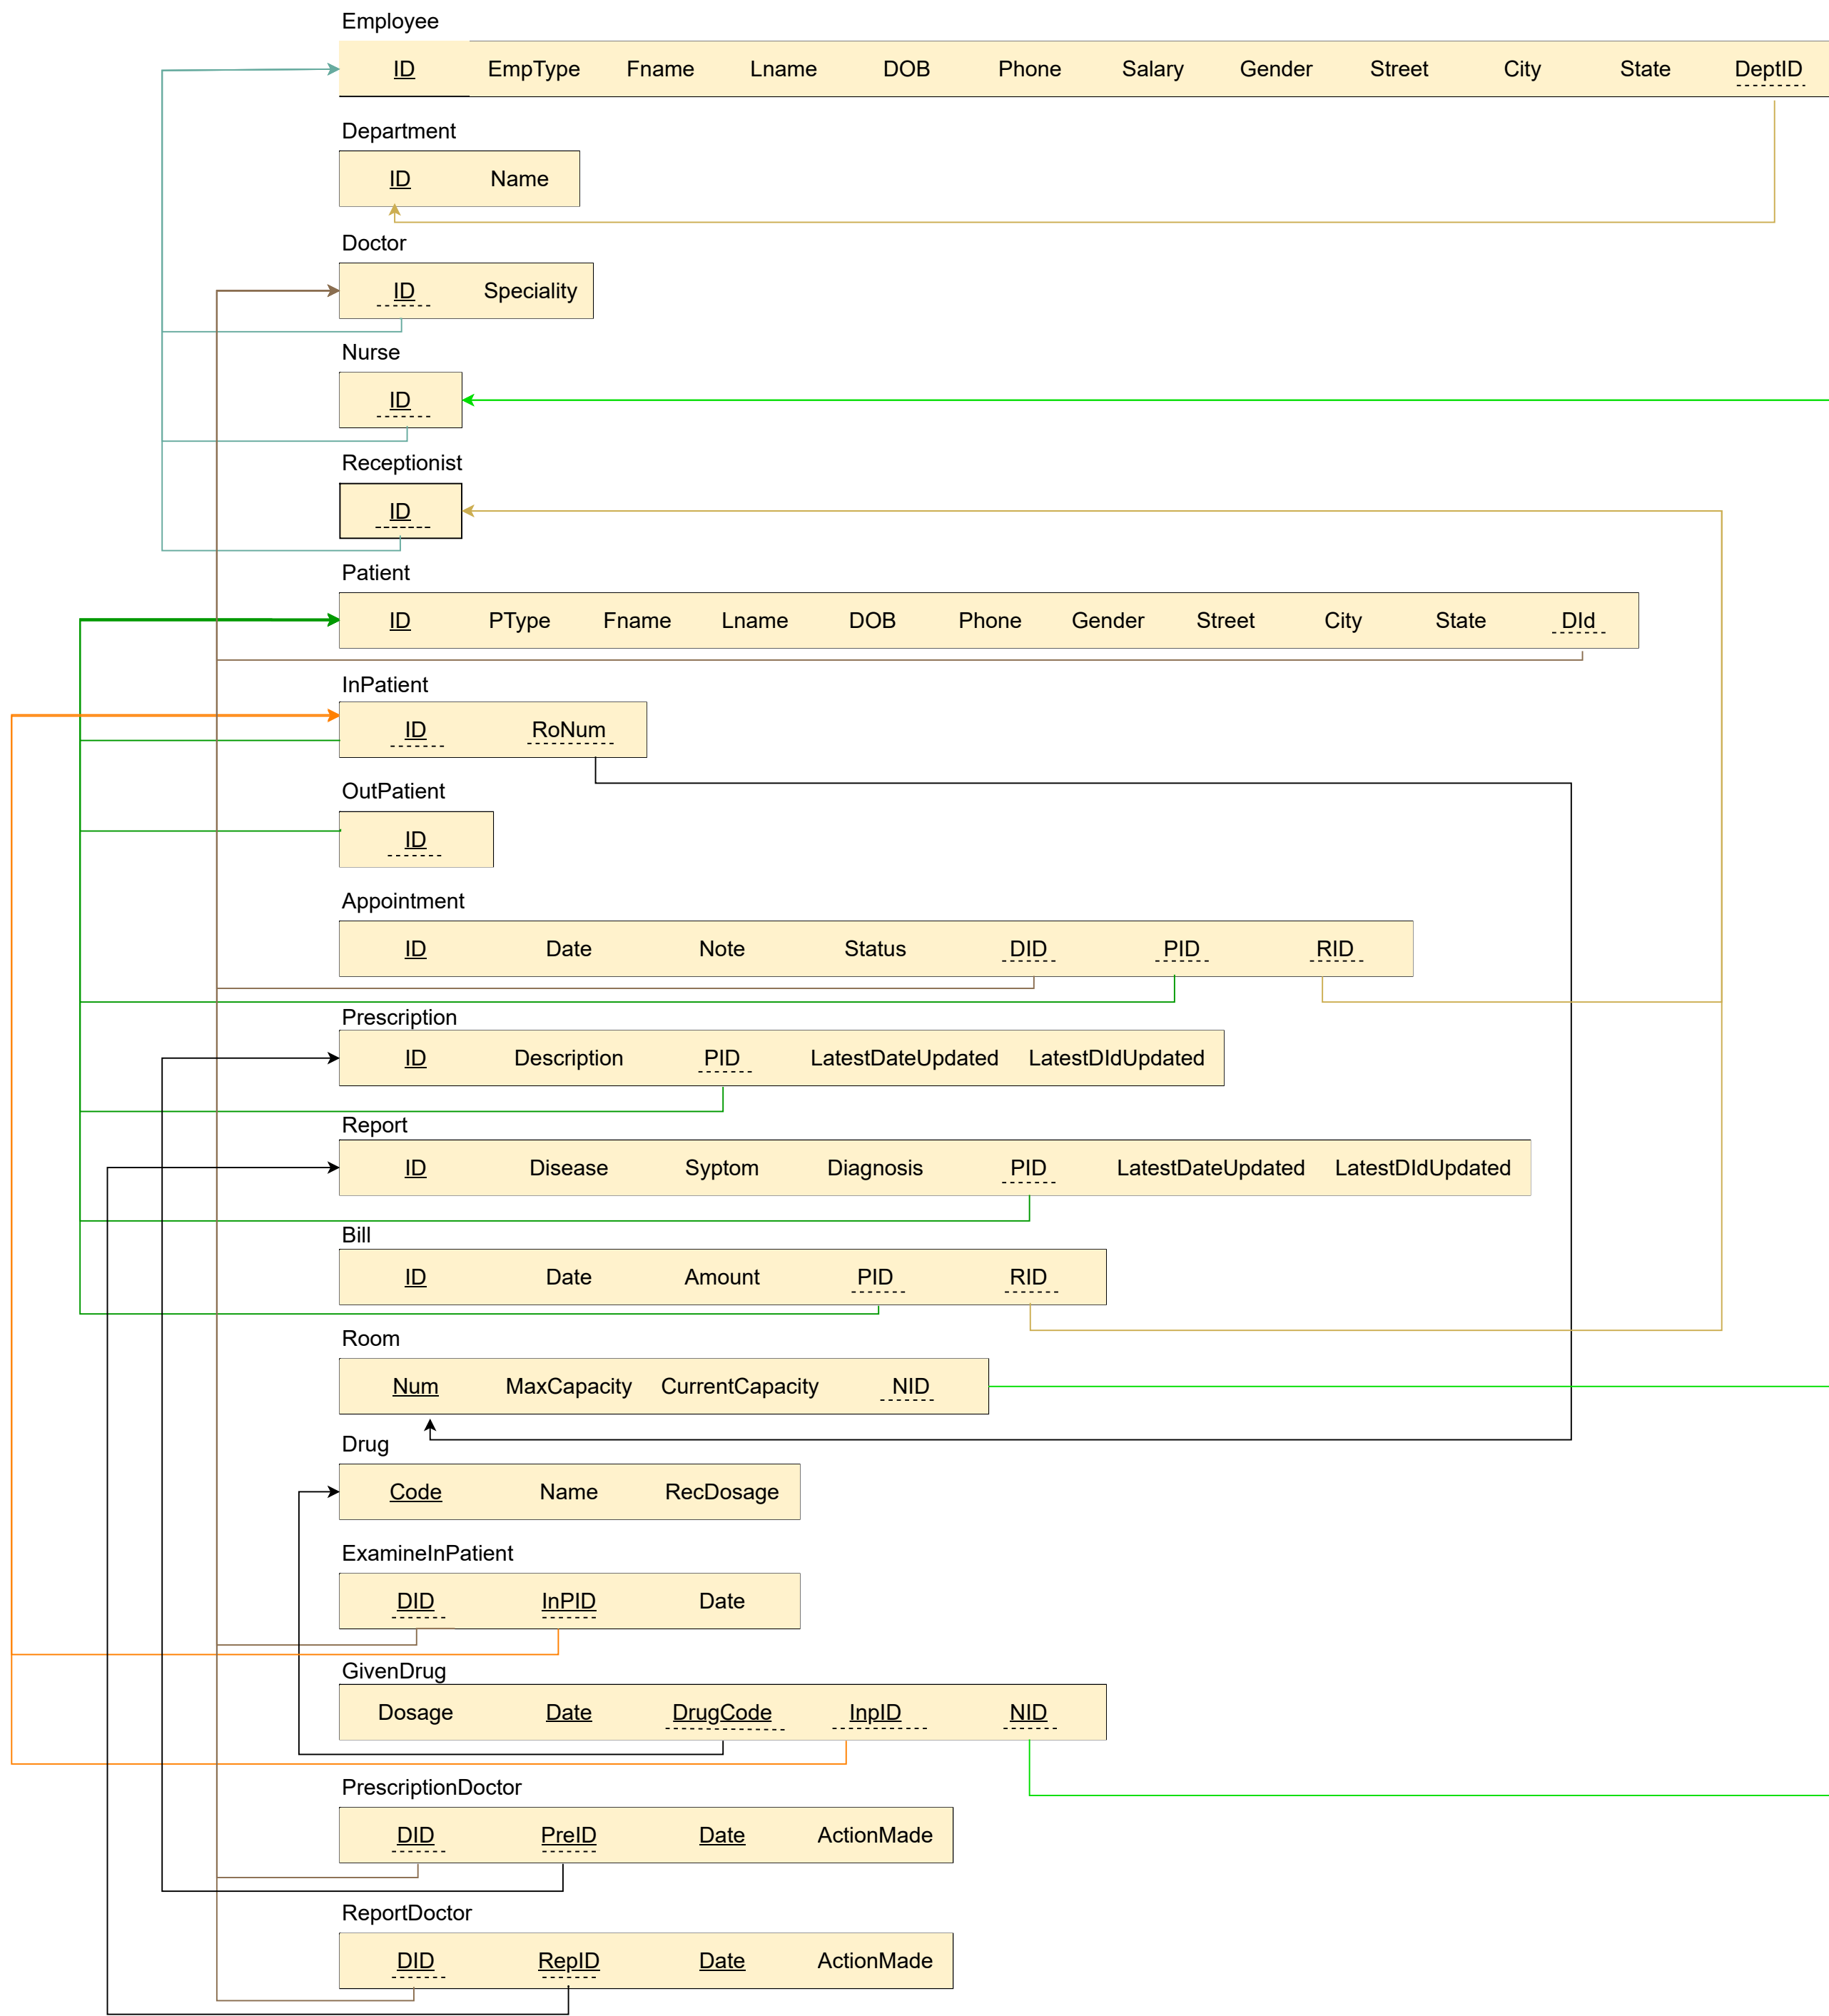 Employee
ID EmpType Fname Lname DOB Phone Salary Gender Street City State DeptID
Department
ID Name
Doctor
ID Speciality
Nurse
ID
Receptionist
ID
Patient
ID PType Fname Lname DOB Phone Gender Street City State DId
InPatient
ID RoNum
OutPatient
ID
Appointment
ID Date Note Status DID PID RID
Prescription
ID Description PID LatestDateUpdated LatestDIdUpdated
Report
ID Disease Syptom Diagnosis PID LatestDateUpdated LatestDIdUpdated
Bill
ID Date Amount PID RID
Room
Num MaxCapacity CurrentCapacity NID
Drug
Code Name RecDosage
ExamineInPatient
DID InPID Date
GivenDrug
Dosage Date DrugCode InpID NID
PrescriptionDoctor
DID PreID Date ActionMade
ReportDoctor
DID RepID Date ActionMade